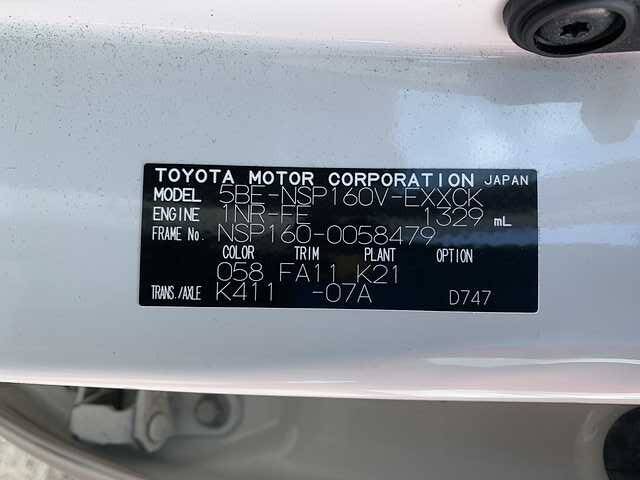 TOYOTA MOTOR CORPORATION JAPAN
MODEL 5BE-NSP160V-EXXCK
ENGINE 1NR-FE 1329 mL
FRAME No. NSP160-0058479
COLOR TRIM PLANT OPTION
058 FA11 K21
TRANS./AXLE K411 -07A D747